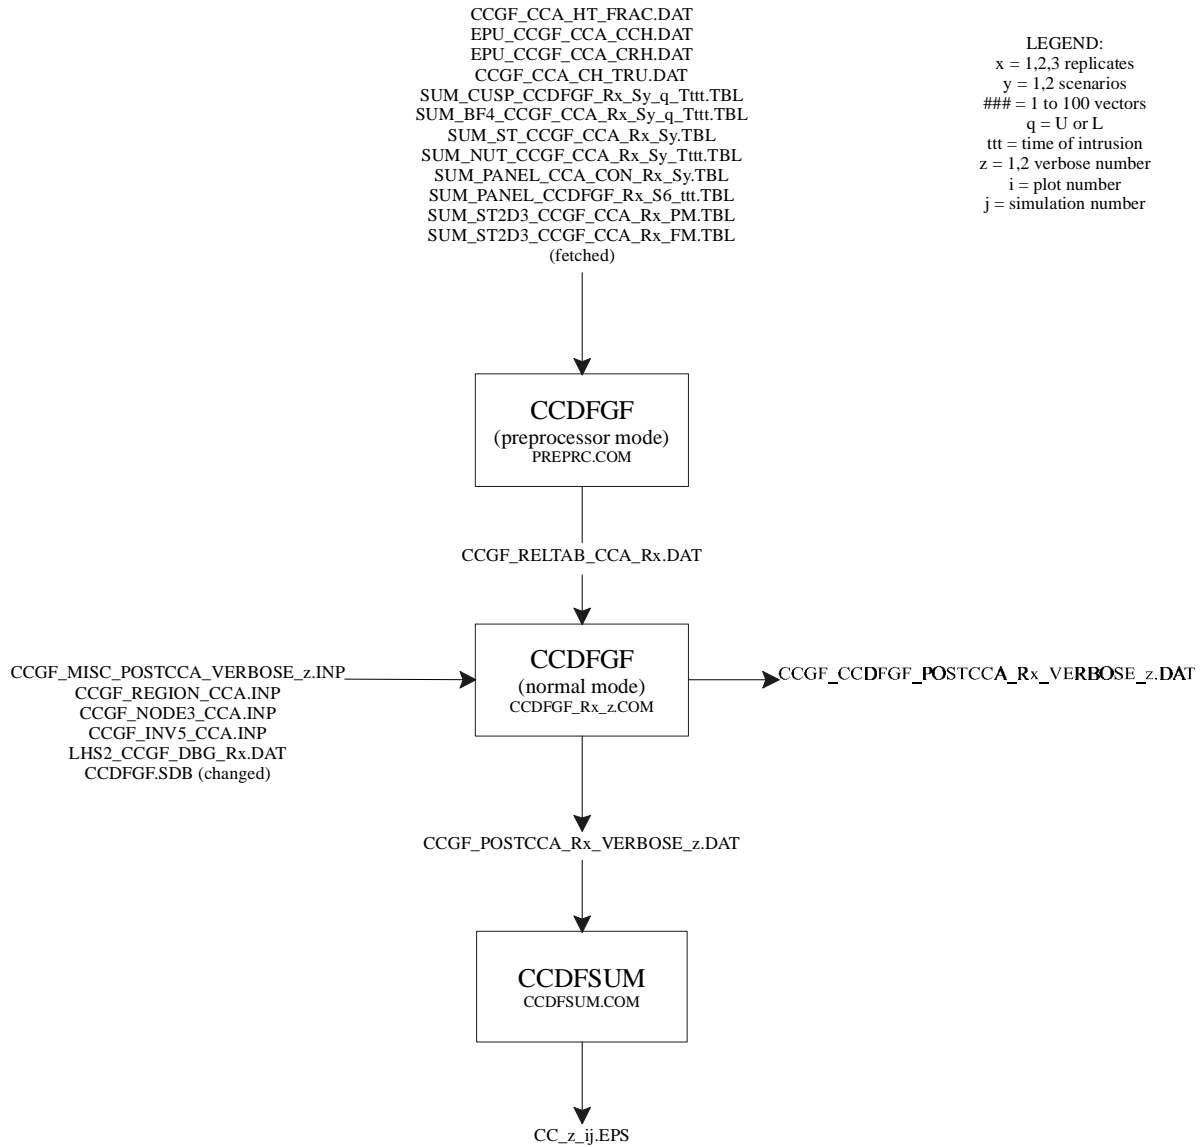 CCGF_CCA_HT_FRAC.DAT
EPU_CCGF_CCA_CCH.DAT
EPU_CCGF_CCA_CRH.DAT
CCGF_CCA_CH_TRU.DAT
SUM_CUSP_CCDFGF_Rx_Sy_q_Tttt.TBL
SUM_BF4_CCGF_CCA_Rx_Sy_q_Tttt.TBL
SUM_ST_CCGF_CCA_Rx_Sy.TBL
SUM_NUT_CCGF_CCA_Rx_Sy_Tttt.TBL
SUM_PANEL_CCA_CON_Rx_Sy.TBL
SUM_PANEL_CCDFGF_Rx_S6_ttt.TBL
SUM_ST2D3_CCGF_CCA_Rx_PM.TBL
SUM_ST2D3_CCGF_CCA_Rx_FM.TBL
(fetched)
LEGEND:
x = 1,2,3 replicates
y = 1,2 scenarios
### = 1 to 100 vectors
q = U or L
ttt = time of intrusion
z = 1,2 verbose number
i = plot number
j = simulation number
CCDFGF
(preprocessor mode)
PREPRC.COM
CCGF_RELTAB_CCA_Rx.DAT
CCGF_MISC_POSTCCA_VERBOSE_z.INP
CCGF_REGION_CCA.INP
CCGF_NODE3_CCA.INP
CCGF_INV5_CCA.INP
LHS2_CCGF_DBG_Rx.DAT
CCDFGF.SDB (changed)
CCDFGF
(normal mode)
CCDFGF_Rx_z.COM
CCGF_CCDFGF_POSTCCA_Rx_VERBOSE_z.DAT
CCGF_POSTCCA_Rx_VERBOSE_z.DAT
CCDFSUM
CCDFSUM.COM
CC_z_ij.EPS